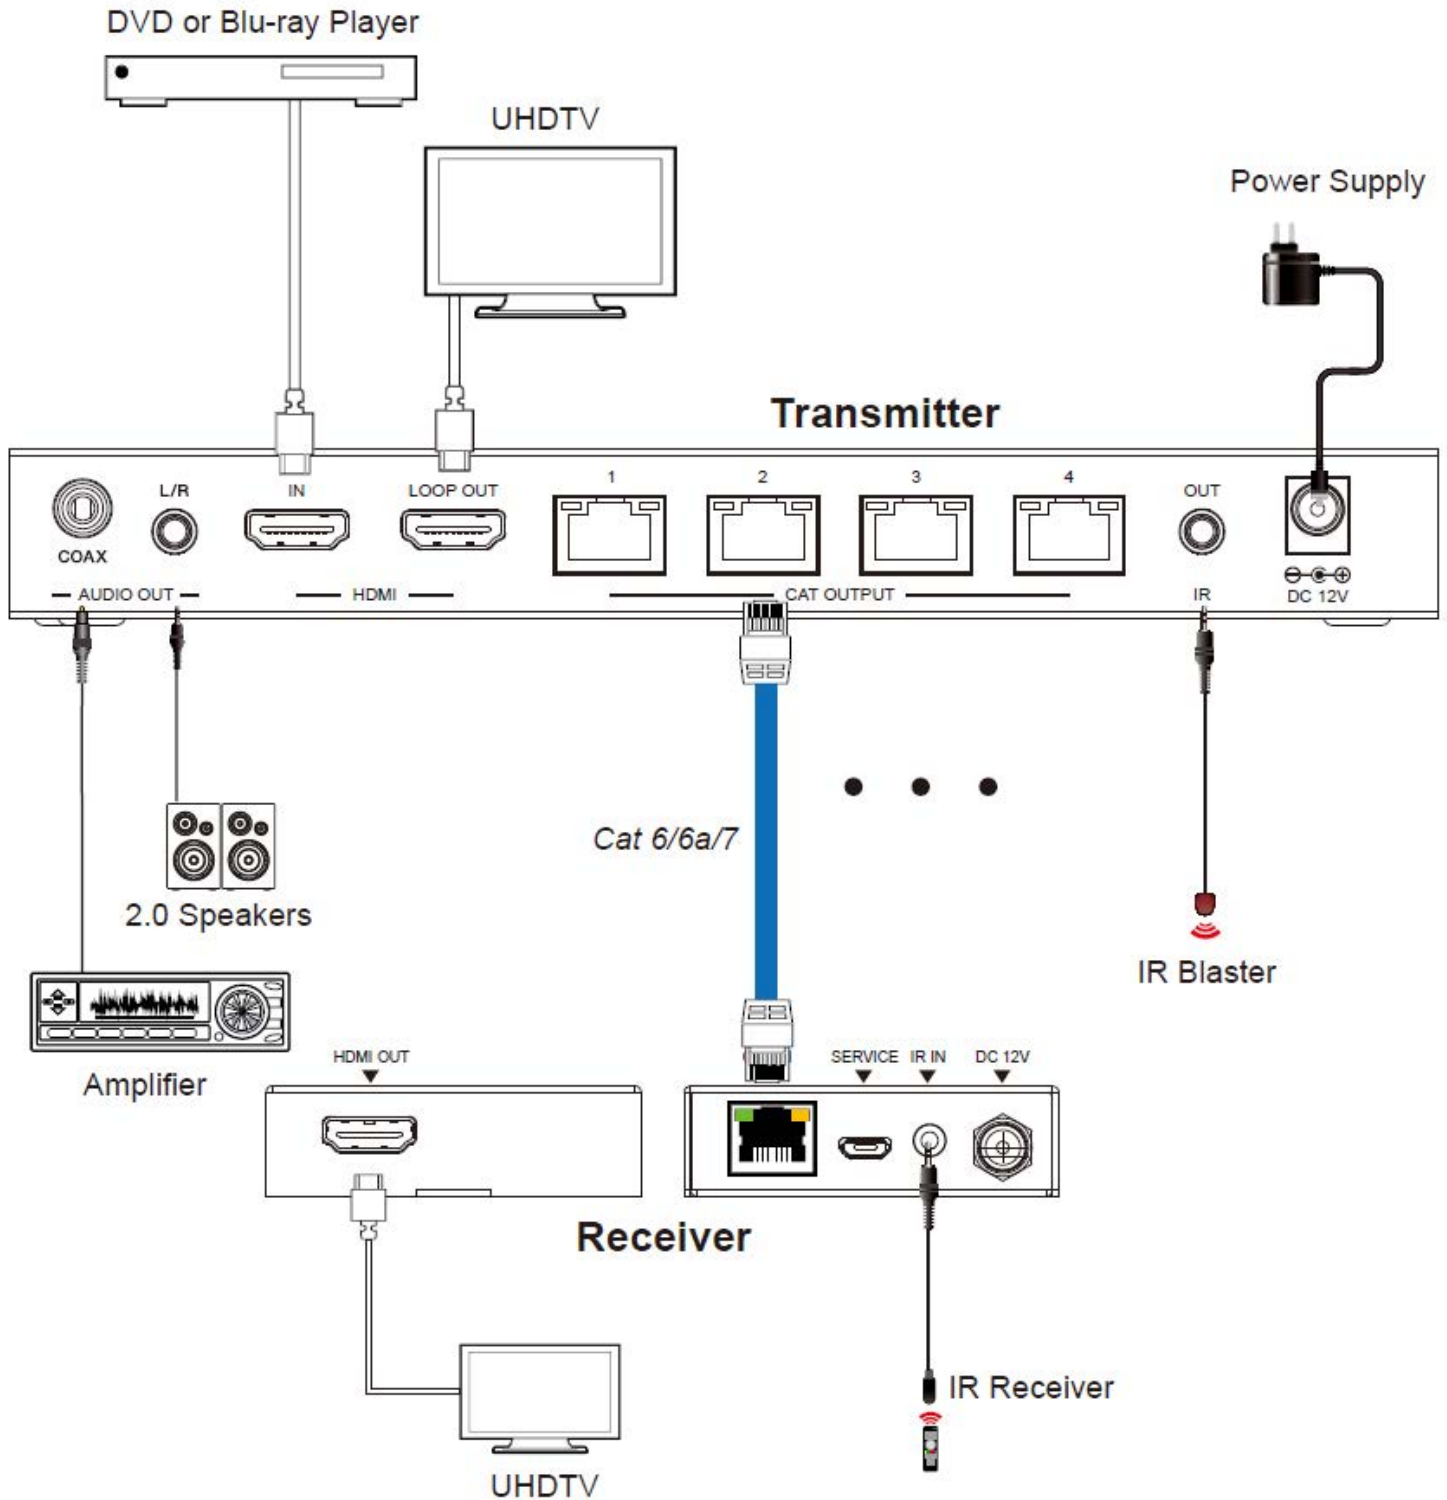 DVD or Blu-ray Player
UHDTV
Power Supply
Transmitter
L/R
IN
LOOP OUT
1
2
3
4
OUT
COAX
AUDIO OUT
HDMI
CAT OUTPUT
IR
DC 12V
Cat 6/6a/7
2.0 Speakers
IR Blaster
Amplifier
HDMI OUT
SERVICE
IR IN
DC 12V
Receiver
IR Receiver
UHDTV